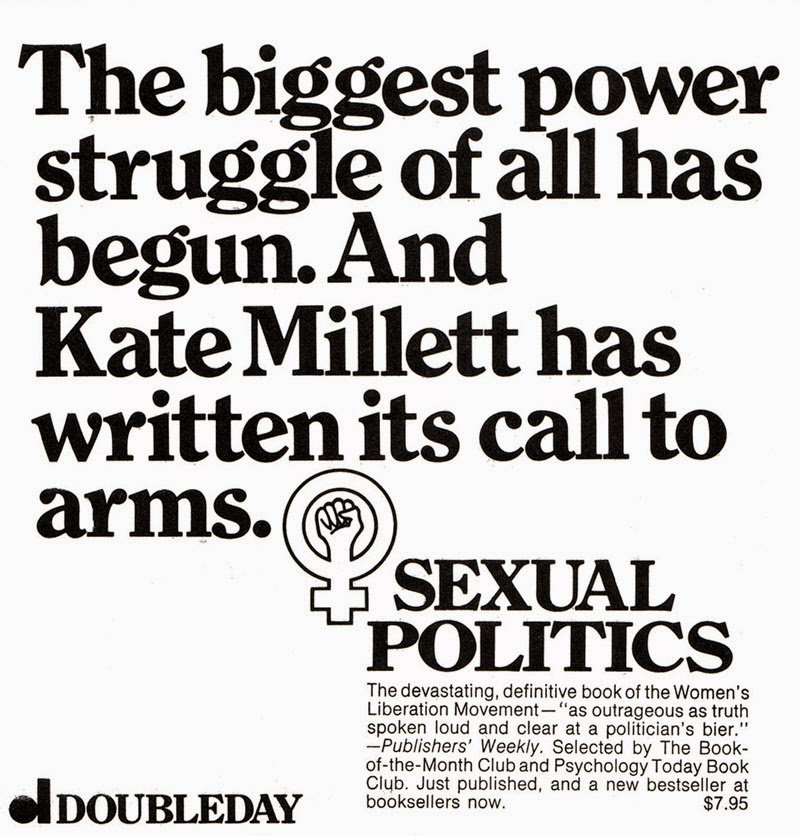 The biggest power
struggle of all has
begun. And
Kate Millett has
written its call to
arms.
SEXUAL
POLITICS
The devastating, definitive book of the Women's
Liberation Movement—"as outrageous as truth
spoken loud and clear at a politician's bier."
—Publishers' Weekly. Selected by The Book-
of-the-Month Club and Psychology Today Book
Club. Just published, and a new bestseller at
booksellers now. $7.95
DOUBLEDAY